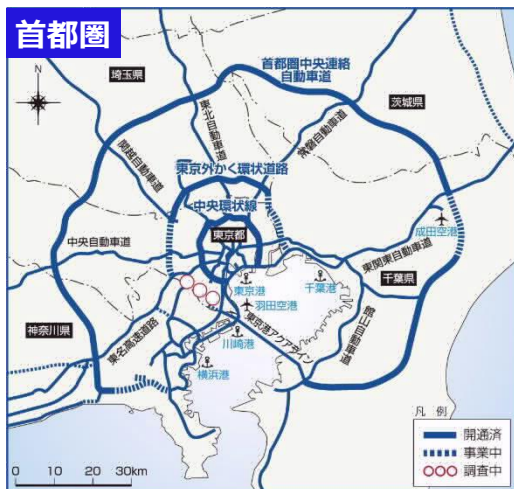 首都圏
首都圏中央連絡
自動車道
埼玉県
茨城県
N
東北自動車道
常磐自動車道
関越自動車道
東京外かく環状道路
中央環状線
成田空港
東京都
中央自動車道
東関東自動車道
千葉県
東京港
千葉港
羽田空港
神奈川県
東名高速道路
川崎港
東京湾アクアライン
館山自動車道
横浜港
凡 例
開通済
事業中
調査中
0 10 20 30km